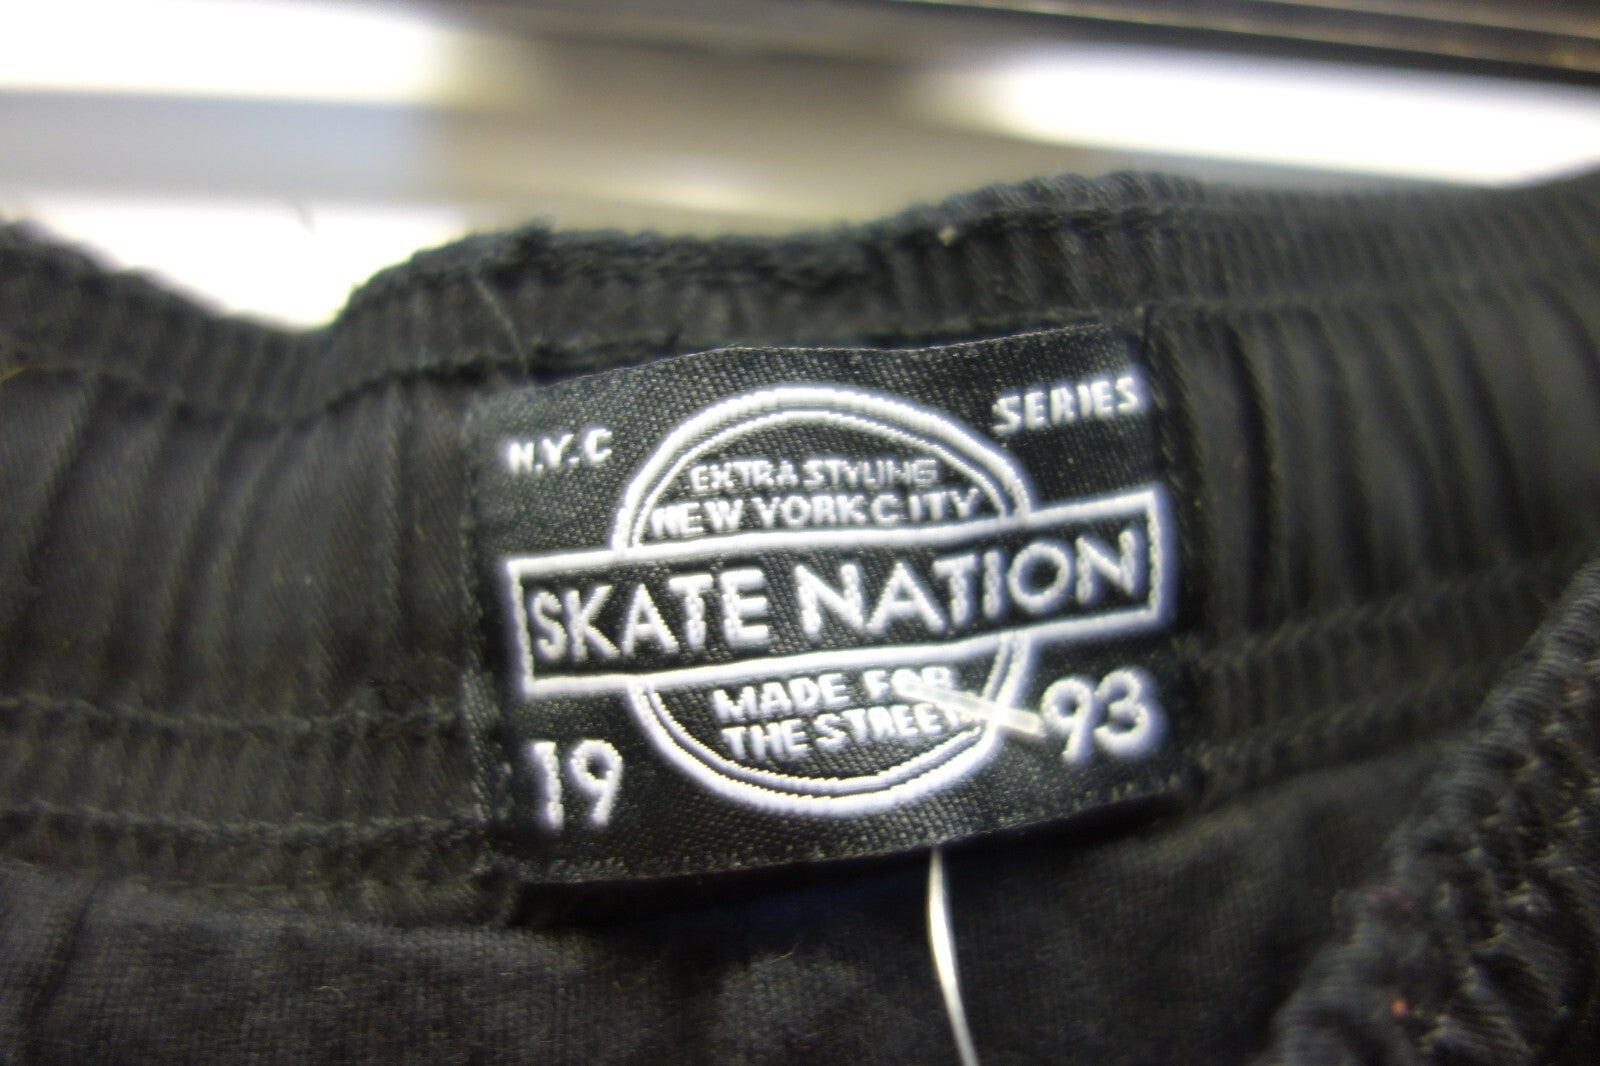 N.Y.C
SERIES
EXTRA STYLING
NEW YORK CITY
SKATE NATION
MADE FOR
THE STREET
19
93